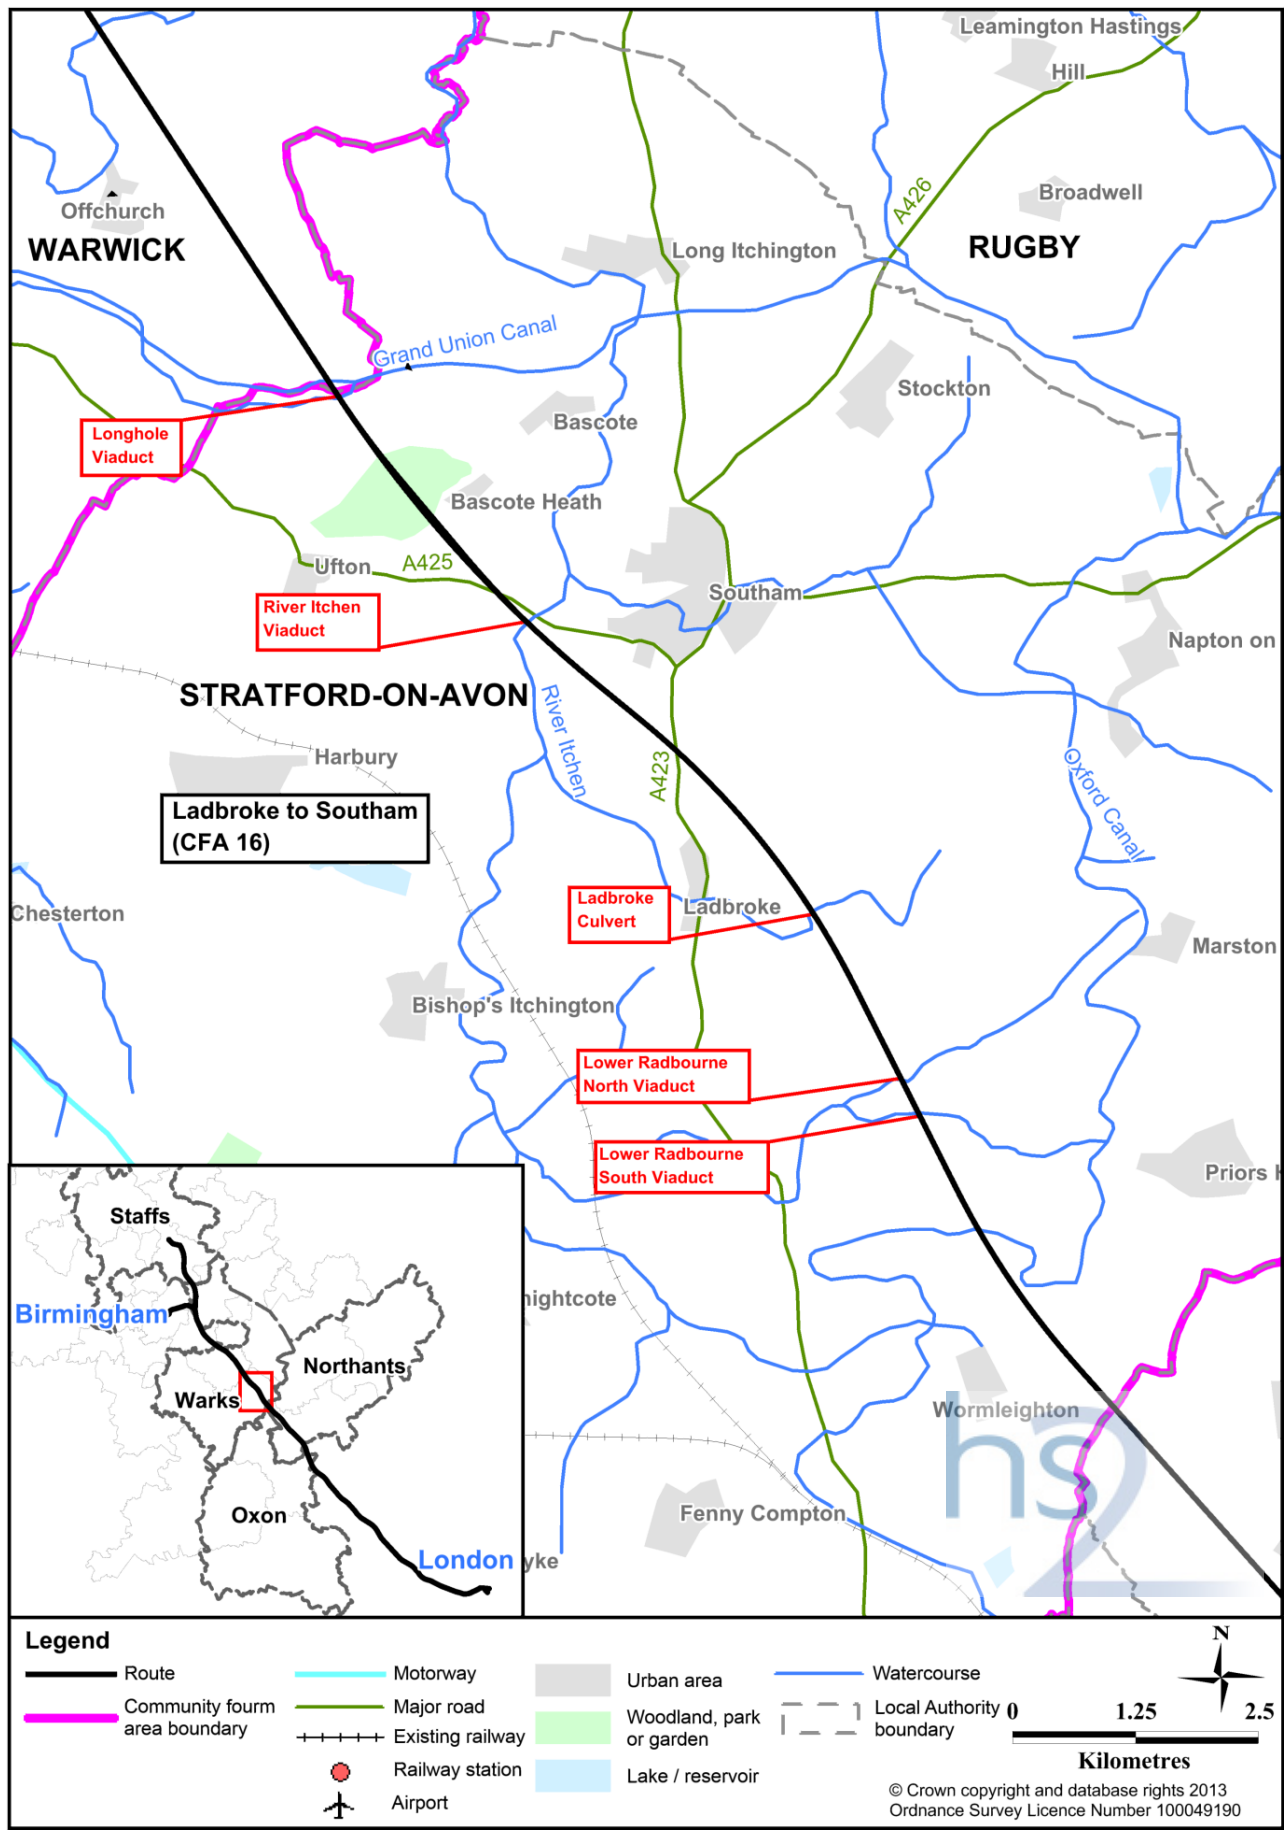 Leamington Hastings
Hill
A426
Broadwell
Offchurch
WARWICK
RUGBY
Long Itchington
Grand Union Canal
Stockton
Bascote
Longhole
Viaduct
Bascote Heath
Ufton
A425
Southam
River Itchen
Viaduct
Napton on
STRATFORD-ON-AVON
River Itchen
Harbury
A423
Oxford Canal
Ladbroke to Southam
(CFA 16)
Ladbroke
Culvert
Ladbroke
Chesterton
Marston
Bishop's Itchington
Lower Radbourne
North Viaduct
Lower Radbourne
South Viaduct
Priors
Staffs
Birmingham
nightcote
Northants
Warks
Wormleighton
hs2
Oxon
Fenny Compton
London
yke
Legend
Route
Community fourm
area boundary
Motorway
Major road
Existing railway
Railway station
Airport
Urban area
Woodland, park
or garden
Lake / reservoir
Watercourse
Local Authority
boundary
N
0 1.25 2.5
Kilometres
© Crown copyright and database rights 2013
Ordnance Survey Licence Number 100049190